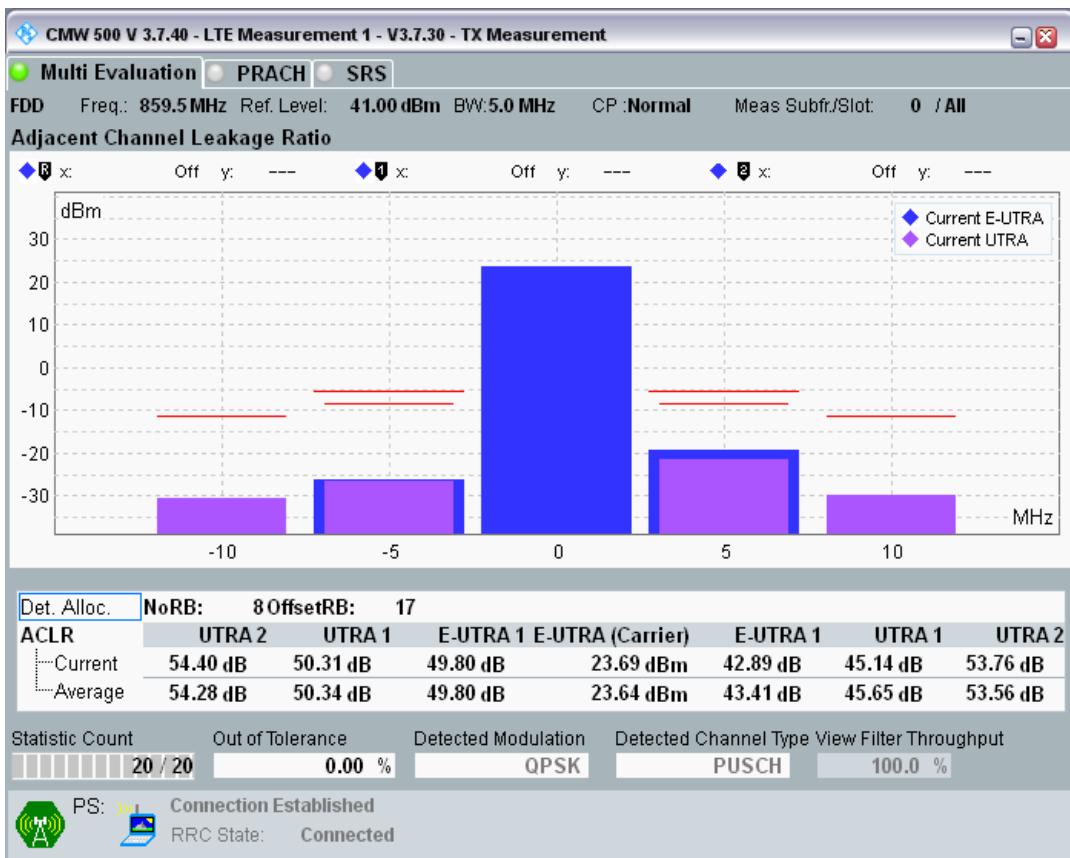 CMW 500 V 3.7.40 - LTE Measurement 1 - V3.7.30 - TX Measurement
Multi Evaluation PRACH SRS
FDD Freq.: 859.5 MHz Ref. Level: 41.00 dBm BW:5.0 MHz CP :Normal Meas Subfr./Slot: 0 / All
Adjacent Channel Leakage Ratio
R x: Off y: --- 1 x: Off y: --- 2 x: Off y: ---
dBm
Current E-UTRA
Current UTRA
30
20
10
0
-10
-20
-30
MHz
-10 -5 0 5 10
Det. Alloc. NoRB: 8 OffsetRB: 17
ACLR UTRA 2 UTRA 1 E-UTRA 1 E-UTRA (Carrier) E-UTRA 1 UTRA 1 UTRA 2
Current 54.40 dB 50.31 dB 49.80 dB 23.69 dBm 42.89 dB 45.14 dB 53.76 dB
Average 54.28 dB 50.34 dB 49.80 dB 23.64 dBm 43.41 dB 45.65 dB 53.56 dB
Statistic Count Out of Tolerance Detected Modulation Detected Channel Type View Filter Throughput
20 / 20 0.00 % QPSK PUSCH 100.0 %
PS: Connection Established
RRC State: Connected